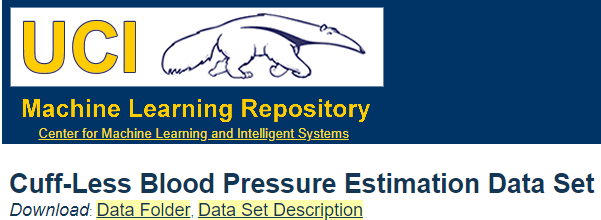 UCI
Machine Learning Repository
Center for Machine Learning and Intelligent Systems
Cuff-Less Blood Pressure Estimation Data Set
Download: Data Folder, Data Set Description